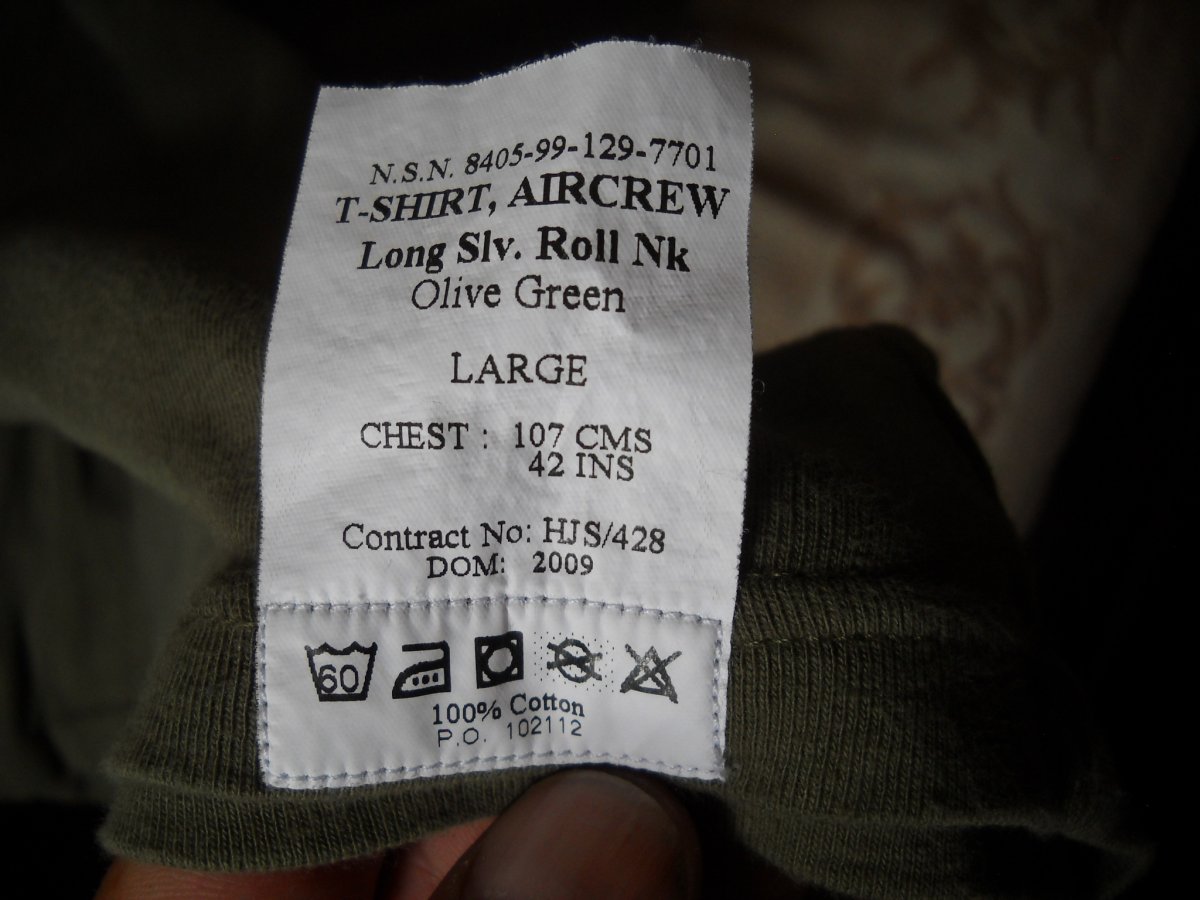 N.S.N. 8405-99-129-7701
T-SHIRT, AIRCREW
Long Slv. Roll Nk
Olive Green
LARGE
CHEST : 107 CMS
42 INS
Contract No: HJS/428
DOM: 2009
60
100% Cotton
P.O. 102112